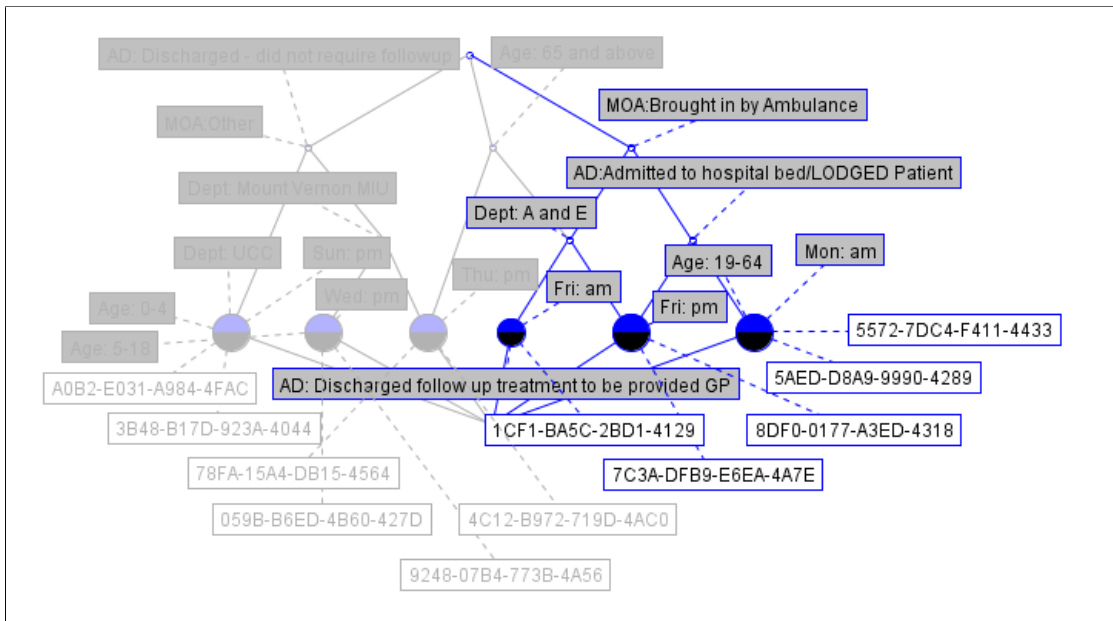 AD: Discharged - did not require followup
Age: 65 and above
MOA:Brought in by Ambulance
MOA:Other
AD:Admitted to hospital bed/LODGED Patient
Dept: Mount Vernon MIU
Dept: A and E
Dept: UCC
Sun: pm
Mon: am
Thu: pm
Age: 19-64
Wed: pm
Fri: am
Age: 0-4
Fri: pm
5572-7DC4-F411-4433
Age: 5-18
5AED-D8A9-9990-4289
A0B2-E031-A984-4FAC
AD: Discharged follow up treatment to be provided GP
3B48-B17D-923A-4044
1CF1-BA5C-2BD1-4129
8DF0-0177-A3ED-4318
78FA-15A4-DB15-4564
7C3A-DFB9-E6EA-4A7E
059B-B6ED-4B60-427D
4C12-B972-719D-4AC0
9248-07B4-773B-4A56